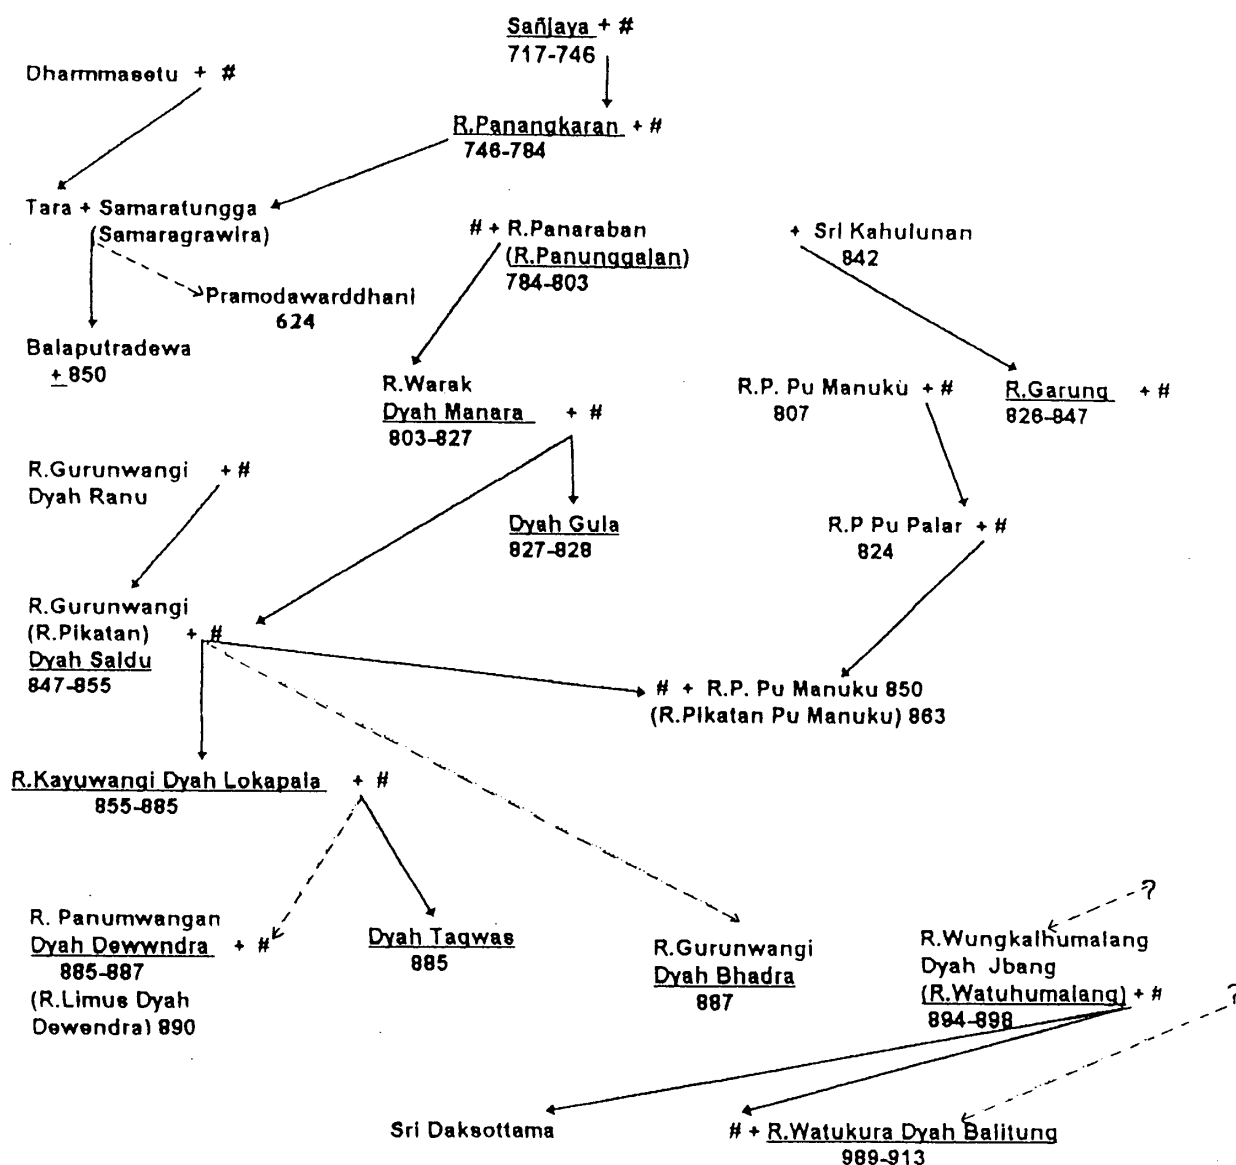 Sañjaya + #
717-746
Dharmmasetu + #
R.Panangkaran + #
746-784
Tara + Samaratungga
(Samaragrawira)
# + R.Panaraban
(R.Panunggalan)
784-803
+ Sri Kahulunan
842
Pramodawarddhani
624
Balaputradewa
+ 850
R.Warak
Dyah Manara + #
803-827
R.P. Pu Manuku + #
807
R.Garung + #
826-847
R.Gurunwangi + #
Dyah Ranu
Dyah Gula
827-828
R.P Pu Palar + #
824
R.Gurunwangi
(R.Pikatan) + #
Dyah Saldu
847-855
# + R.P. Pu Manuku 850
(R.Pikatan Pu Manuku) 863
R.Kayuwangi Dyah Lokapala + #
855-885
?
R. Panumwangan
Dyah Dewwndra + #
885-887
(R.Limus Dyah
Dewendra) 890
Dyah Tagwas
885
R.Gurunwangi
Dyah Bhadra
887
R.Wungkalhumalang
Dyah Jbang
(R.Watuhumalang) + #
894-898
?
Sri Daksottama
# + R.Watukura Dyah Balitung
989-913